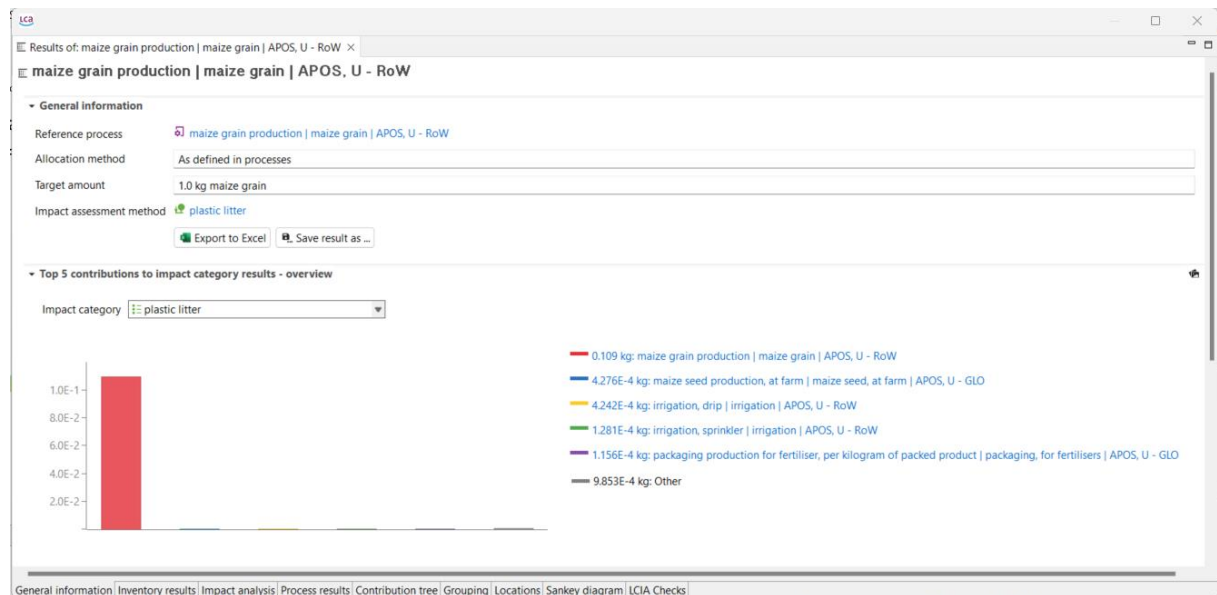 LCA
Results of: maize grain production | maize grain | APOS, U - RoW
maize grain production | maize grain | APOS, U - RoW
General information
Reference process maize grain production | maize grain | APOS, U - RoW
Allocation method As defined in processes
Target amount 1.0 kg maize grain
Impact assessment method plastic litter
Export to Excel Save result as ...
Top 5 contributions to impact category results - overview
Impact category plastic litter
0.109 kg: maize grain production | maize grain | APOS, U - RoW
4.276E-4 kg: maize seed production, at farm | maize seed, at farm | APOS, U - GLO
4.242E-4 kg: irrigation, drip | irrigation | APOS, U - RoW
1.281E-4 kg: irrigation, sprinkler | irrigation | APOS, U - RoW
1.156E-4 kg: packaging production for fertiliser, per kilogram of packed product | packaging, for fertilisers | APOS, U - GLO
9.853E-4 kg: Other
1.0E-1
8.0E-2
6.0E-2
4.0E-2
2.0E-2
General information Inventory results Impact analysis Process results Contribution tree Grouping Locations Sankey diagram LCIA Checks